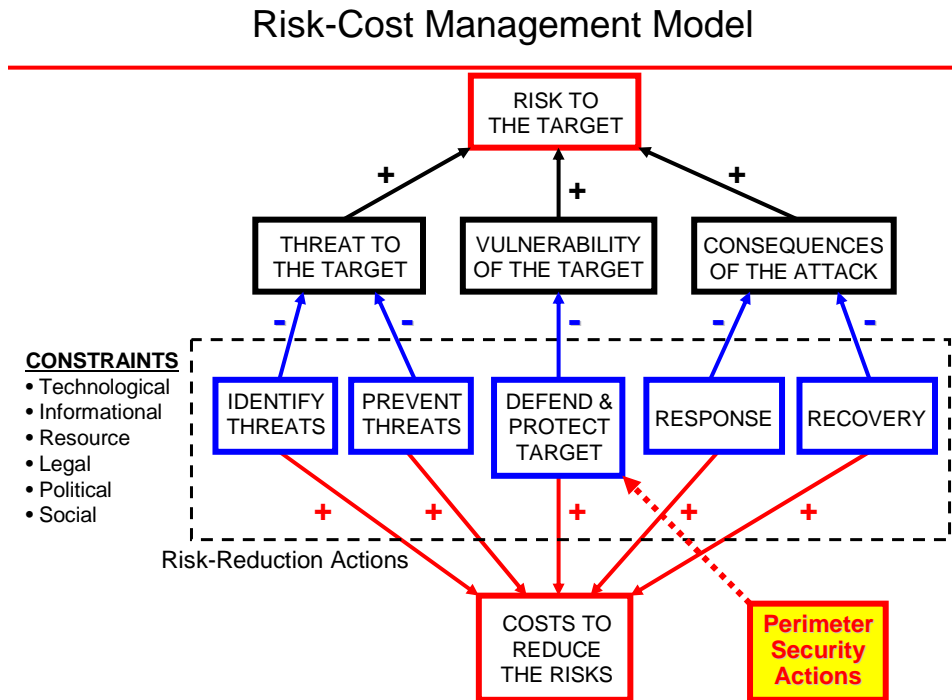 Risk-Cost Management Model
RISK TO
THE TARGET
+
+
+
THREAT TO
THE TARGET
VULNERABILITY
OF THE TARGET
CONSEQUENCES
OF THE ATTACK
-
-
-
-
-
CONSTRAINTS
• Technological
• Informational
• Resource
• Legal
• Political
• Social
IDENTIFY
THREATS
PREVENT
THREATS
DEFEND &
PROTECT
TARGET
RESPONSE
RECOVERY
+
+
+
+
+
Risk-Reduction Actions
COSTS TO
REDUCE
THE RISKS
Perimeter
Security
Actions